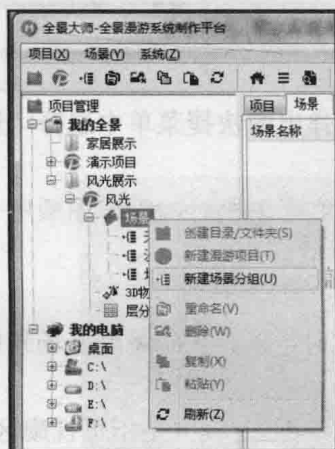 全景大师-全景漫游系统制作平台
项目(X) 场景(Y) 系统(Z)
项目管理
我的全景
家居展示
演示项目
风光展示
风光
场景
3D物
层分
我的电脑
桌面
C:\
D:\
E:\
F:\
项目 场景
场景名称
创建目录/文件夹(S)
新建漫游项目(T)
新建场景分组(U)
重命名(V)
删除(W)
复制(X)
粘贴(Y)
刷新(Z)